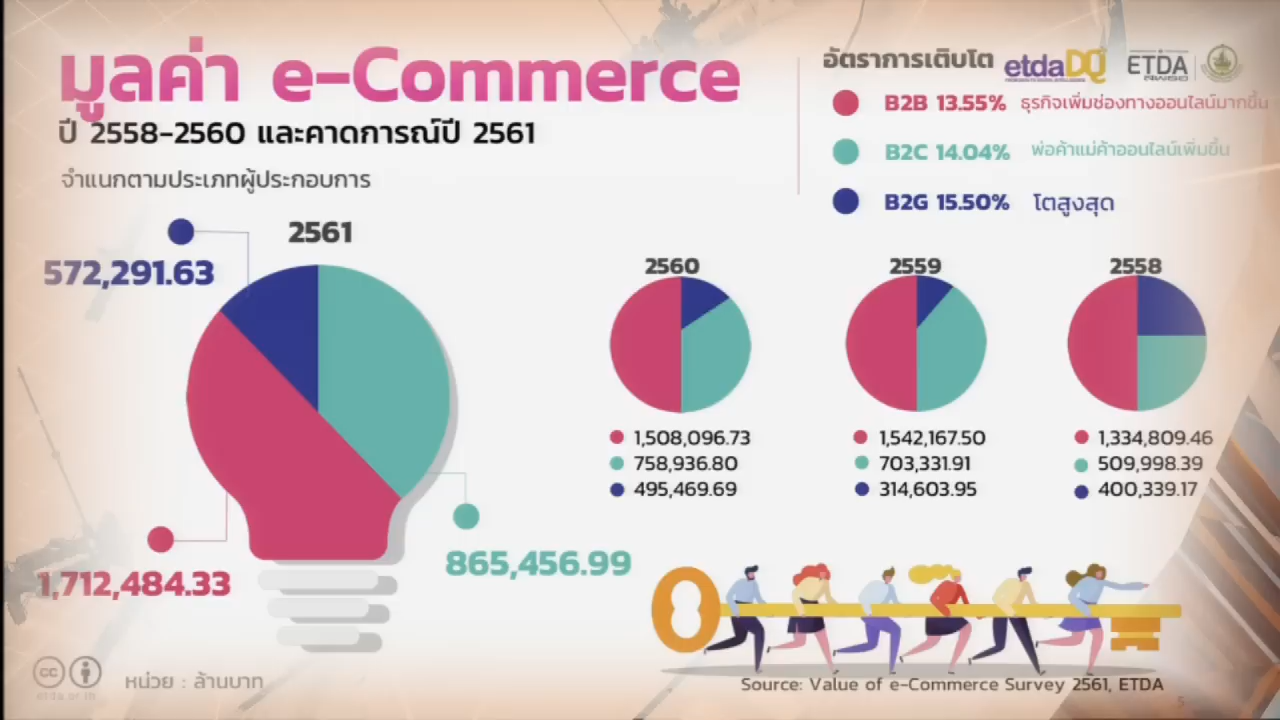 มูลค่า e-Commerce
ปี 2558-2560 และคาดการณ์ปี 2561
จำแนกตามประเภทผู้ประกอบการ
อัตราการเติบโต
etdaDQ
ETDA
B2B 13.55% ธุรกิจเพิ่มช่องทางออนไลน์มากขึ้น
B2C 14.04% พ่อค้าแม่ค้าออนไลน์เพิ่มขึ้น
B2G 15.50% โตสูงสุด
2561
572,291.63
1,712,484.33
865,456.99
2560
1,508,096.73
758,936.80
495,469.69
2559
1,542,167.50
703,331.91
314,603.95
2558
1,334,809.46
509,998.39
400,339.17
cc
etda.or.th
หน่วย : ล้านบาท
Source: Value of e-Commerce Survey 2561, ETDA
5